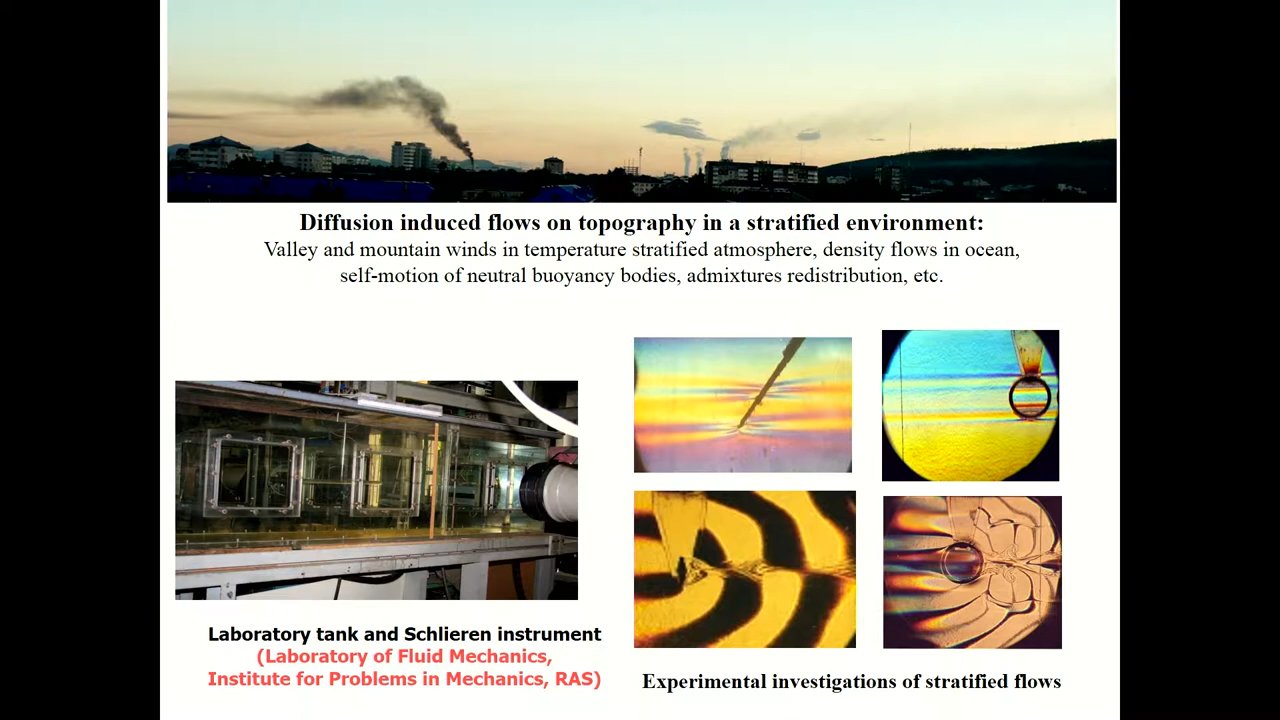 Diffusion induced flows on topography in a stratified environment:
Valley and mountain winds in temperature stratified atmosphere, density flows in ocean,
self-motion of neutral buoyancy bodies, admixtures redistribution, etc.
Laboratory tank and Schlieren instrument
(Laboratory of Fluid Mechanics,
Institute for Problems in Mechanics, RAS)
Experimental investigations of stratified flows